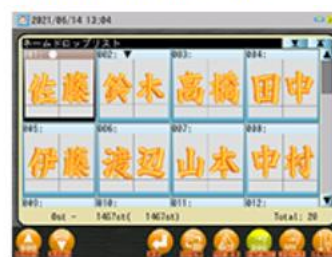 2021/06/14 13:04
ホームドロップリスト
001: 002: ▼ 003: 004:
佐藤 鈴木 高橋 田中
005: 006: 007: 008:
伊藤 渡辺 山本 中村
009: 010: 011: 012:
0st - 1467st( 1467st) Total: 20